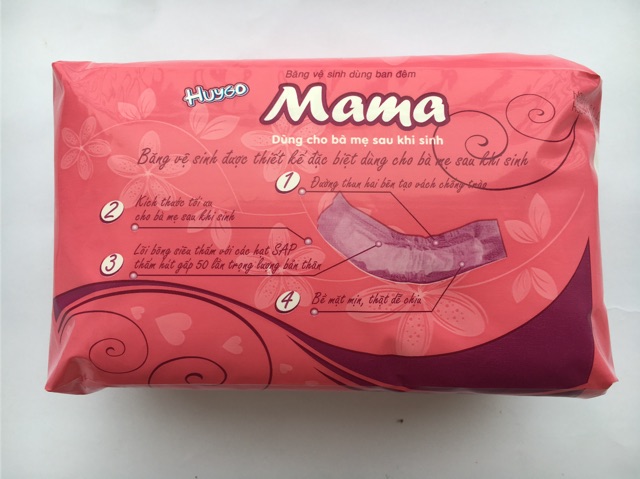 HUYGO
Băng vệ sinh dùng ban đêm
Mama
Dùng cho bà mẹ sau khi sinh
Băng vệ sinh được thiết kế đặc biệt dùng cho bà mẹ sau khi sinh
1 Đường thun hai bên tạo vách chống tràn
2 Kích thước tối ưu
cho bà mẹ sau khi sinh
3 Lõi bông siêu thấm với các hạt SAP
thấm hút gấp 50 lần trọng lượng bản thân
4 Bề mặt mịn, thật dễ chịu